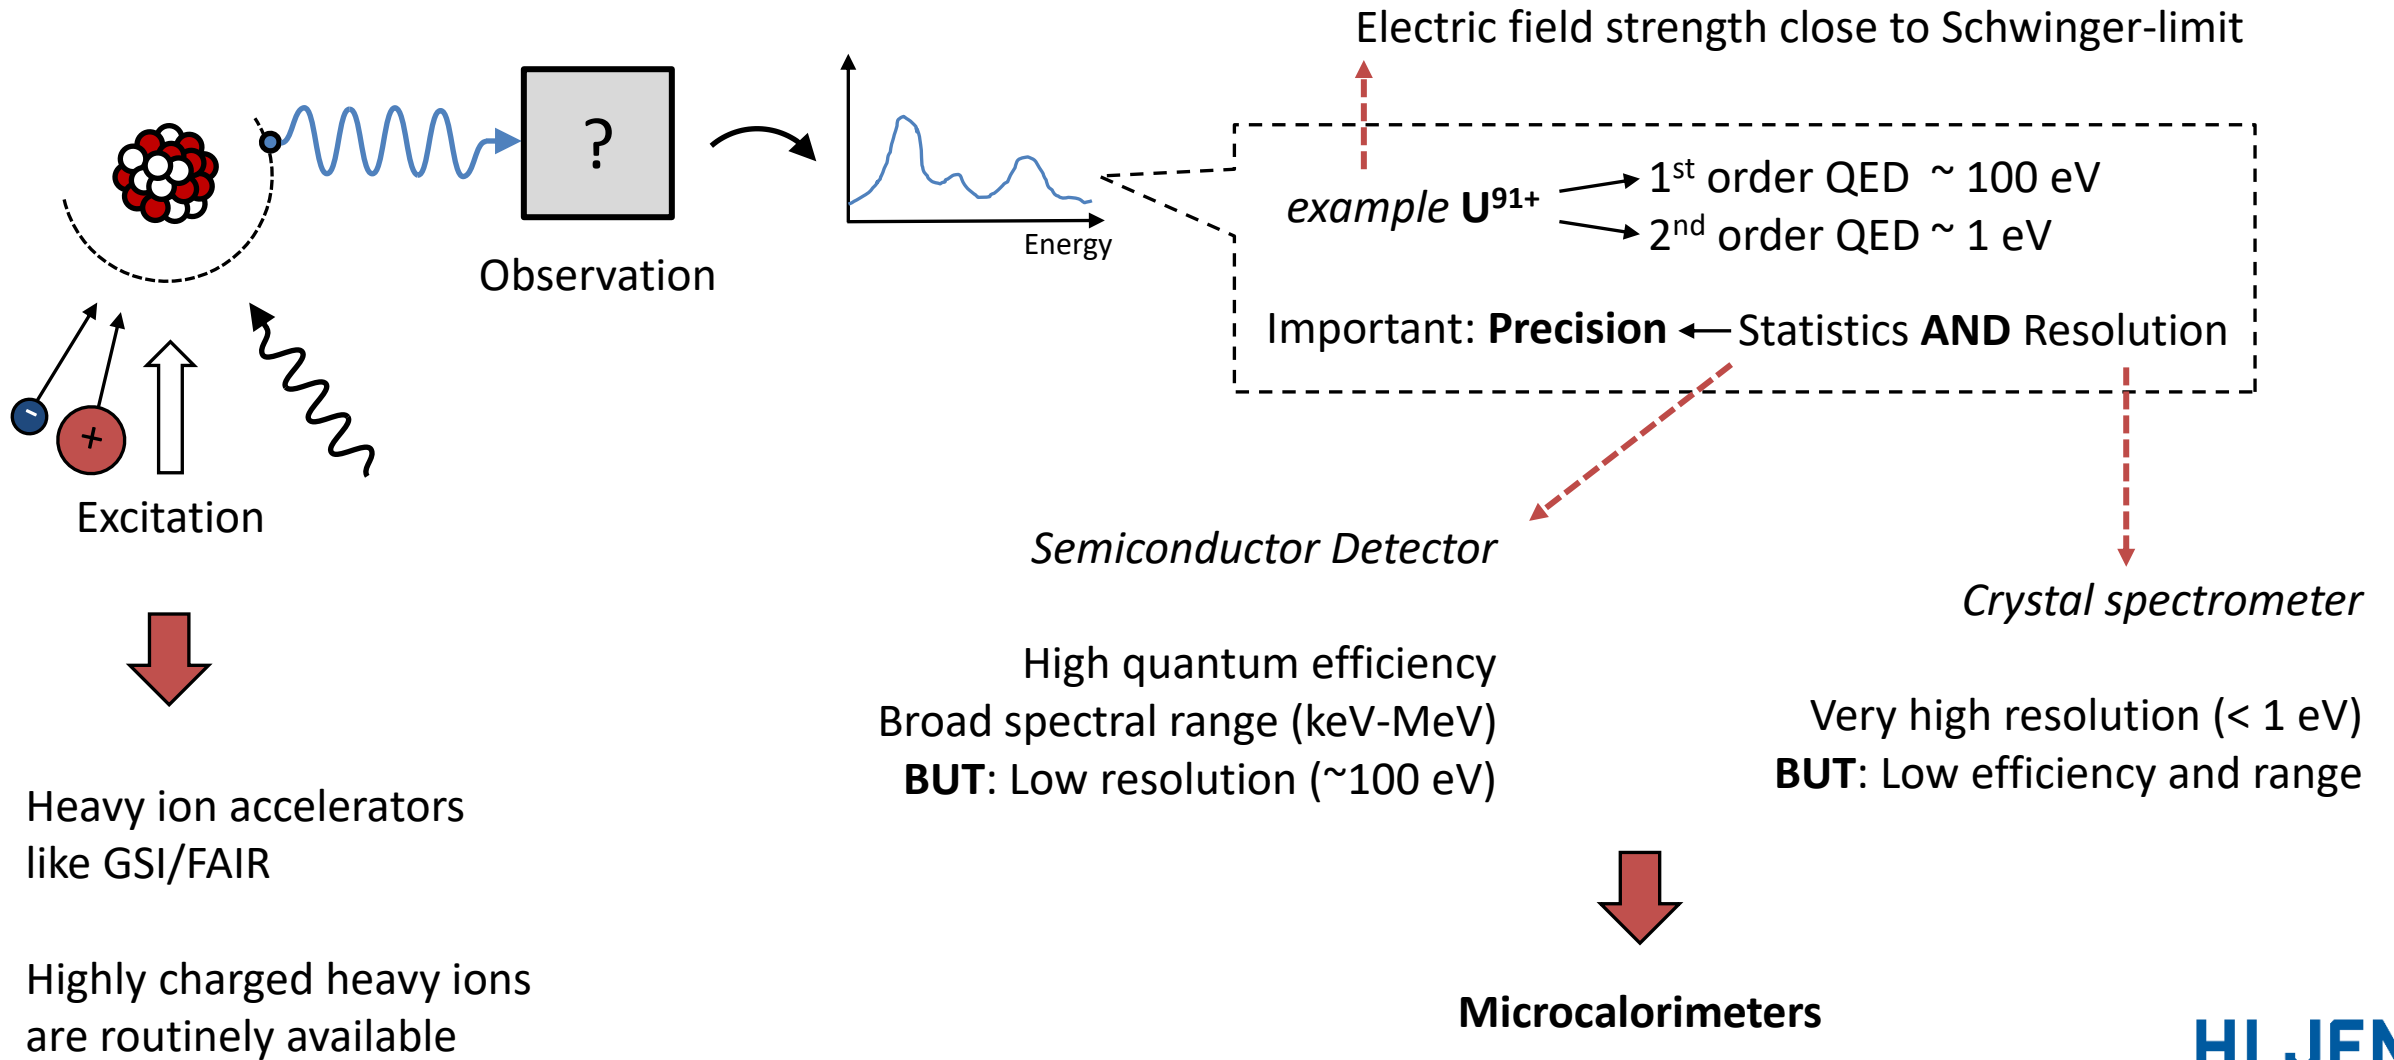 Electric field strength close to Schwinger-limit
?
Observation
Energy
example U⁹¹⁺
1ˢᵗ order QED ~ 100 eV
2ⁿᵈ order QED ~ 1 eV
Important: Precision
Statistics AND Resolution
-
+
Excitation
Heavy ion accelerators
like GSI/FAIR
Highly charged heavy ions
are routinely available
Semiconductor Detector
High quantum efficiency
Broad spectral range (keV-MeV)
BUT: Low resolution (~100 eV)
Crystal spectrometer
Very high resolution (< 1 eV)
BUT: Low efficiency and range
Microcalorimeters